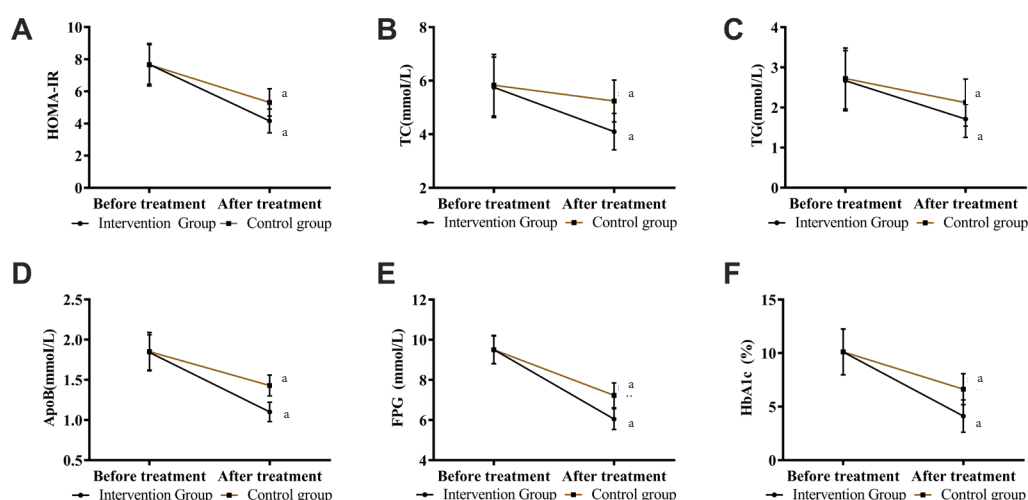 A
HOMA-IR
10
8
6
4
2
0
a
a
Before treatment After treatment
Intervention Group Control group
B
TC(mmol/L)
8
6
4
2
a
a
Before treatment After treatment
Intervention Group Control group
C
TG(mmol/L)
4
3
2
1
0
a
a
Before treatment After treatment
Intervention Group Control group
D
ApoB(mmol/L)
2.5
2.0
1.5
1.0
0.5
a
a
Before treatment After treatment
Intervention Group Control group
E
FPG (mmol/L)
12
10
8
6
4
a
a
Before treatment After treatment
Intervention Group Control group
F
HbA1c (%)
15
10
5
0
a
a
Before treatment After treatment
Intervention Group Control group